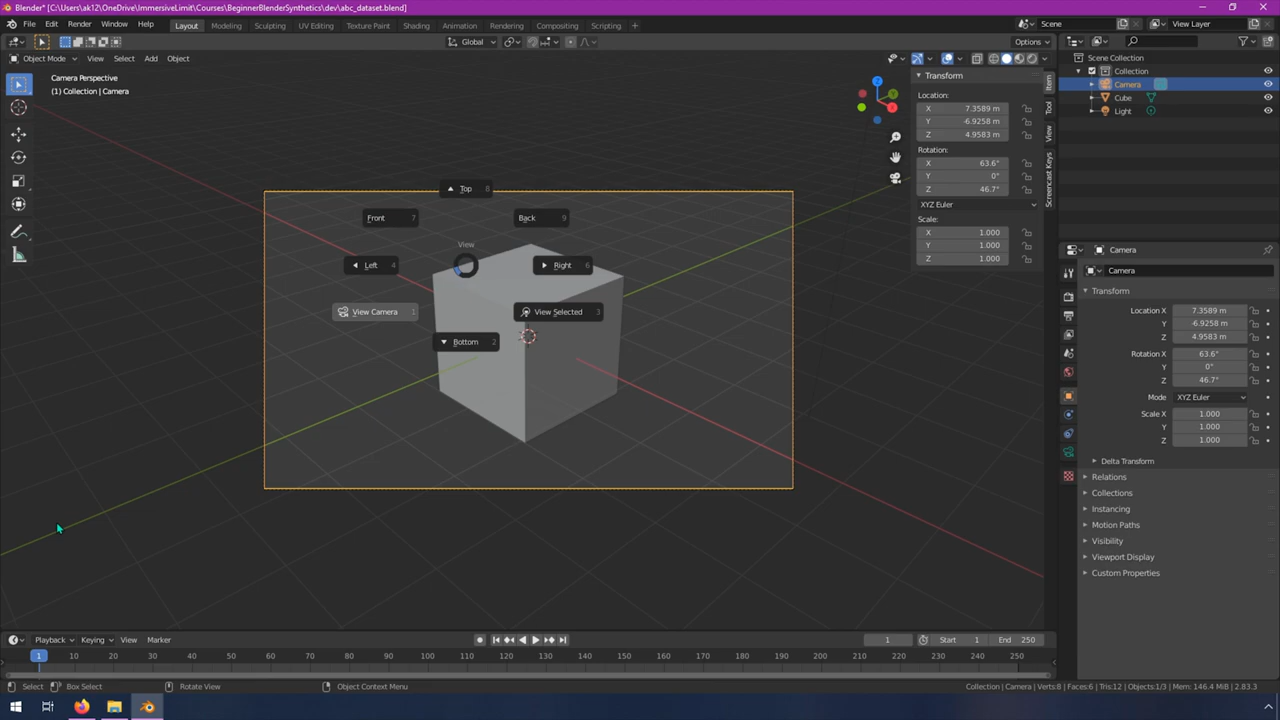 Blender* [C:\Users\ak12\OneDrive\ImmersiveLimit\Courses\BeginnerBlenderSynthetics\dev\abc_dataset.blend]
File Edit Render Window Help Layout Modeling Sculpting UV Editing Texture Paint Shading Animation Rendering Compositing Scripting Scene View Layer
Global Options
Object Mode View Select Add Object
Camera Perspective
(1) Collection | Camera
Top 8
Front 7
Back 9
View
Left 4
Right 6
View Camera 1
View Selected 3
Bottom 2
Transform
Location:
X 7.3589 m
Y -6.9258 m
Z 4.9583 m
Rotation:
X 63.6°
Y 0°
Z 46.7°
XYZ Euler
Scale:
X 1.000
Y 1.000
Z 1.000
Item
Tool
View
Screencast Keys
Scene Collection
Collection
Camera
Cube
Light
Camera
Camera
Transform
Location X 7.3589 m
Y -6.9258 m
Z 4.9583 m
Rotation X 63.6°
Y 0°
Z 46.7°
Mode XYZ Euler
Scale X 1.000
Y 1.000
Z 1.000
Delta Transform
Relations
Collections
Instancing
Motion Paths
Visibility
Viewport Display
Custom Properties
Playback Keying View Marker 1 Start 1 End 250
1 10 20 30 40 50 60 70 80 90 100 110 120 130 140 150 160 170 180 190 200 210 220 230 240 250
Select Box Select Rotate View Object Context Menu Collection | Camera | Verts:8 | Faces:6 | Tris:12 | Objects:1/3 | Mem: 146.4 MiB | 2.83.3